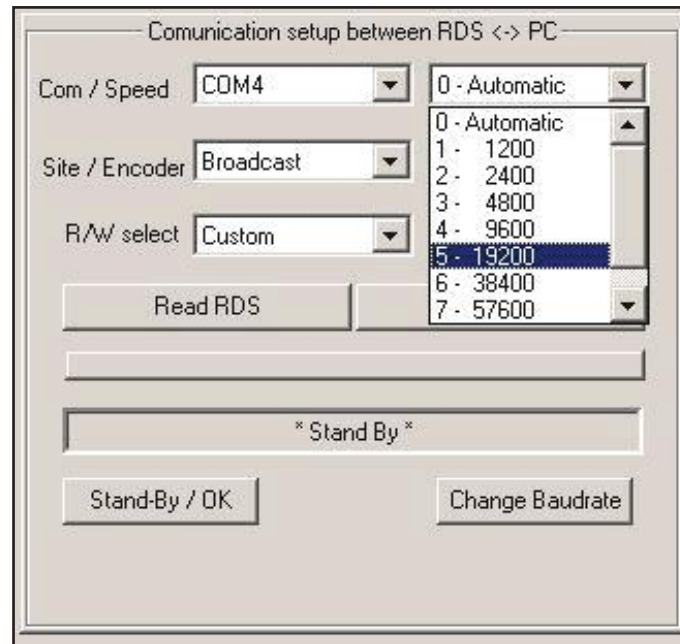 Comunication setup between RDS <-> PC
Com / Speed COM4 0 - Automatic
0 - Automatic
1 - 1200
Site / Encoder Broadcast
2 - 2400
3 - 4800
R/W select Custom
4 - 9600
5 - 19200
6 - 38400
Read RDS
7 - 57600
* Stand By *
Stand-By / OK Change Baudrate